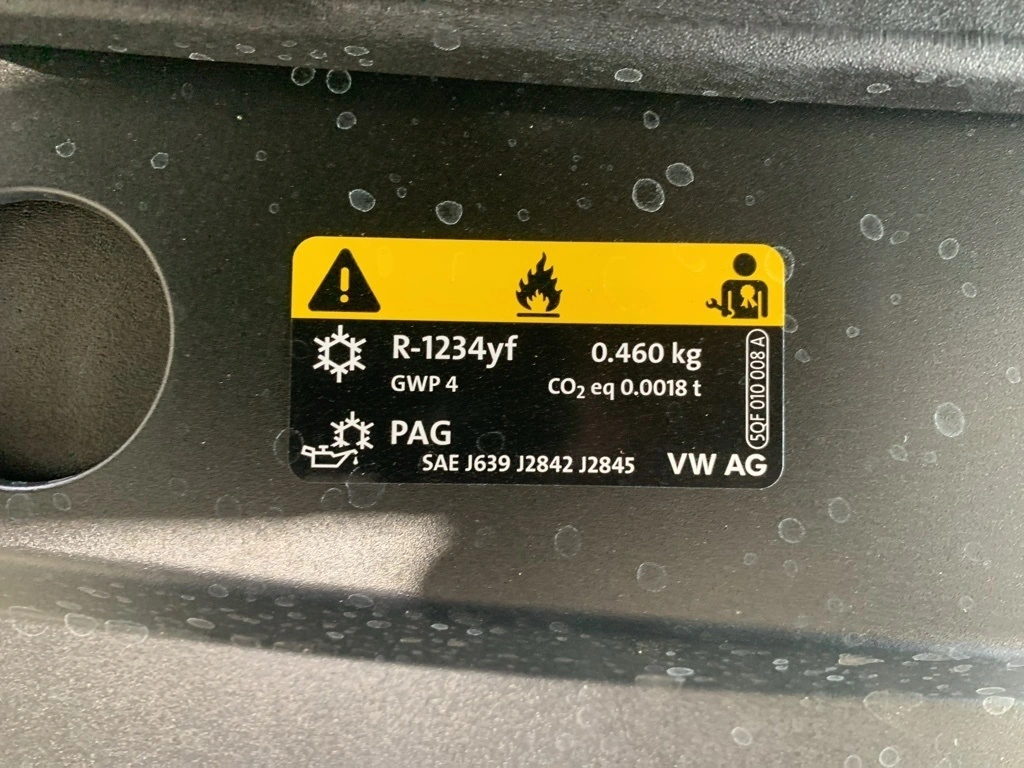 R-1234yf 0.460 kg
GWP 4 CO₂ eq 0.0018 t
PAG
SAE J639 J2842 J2845 VW AG
5QF 010 008 A